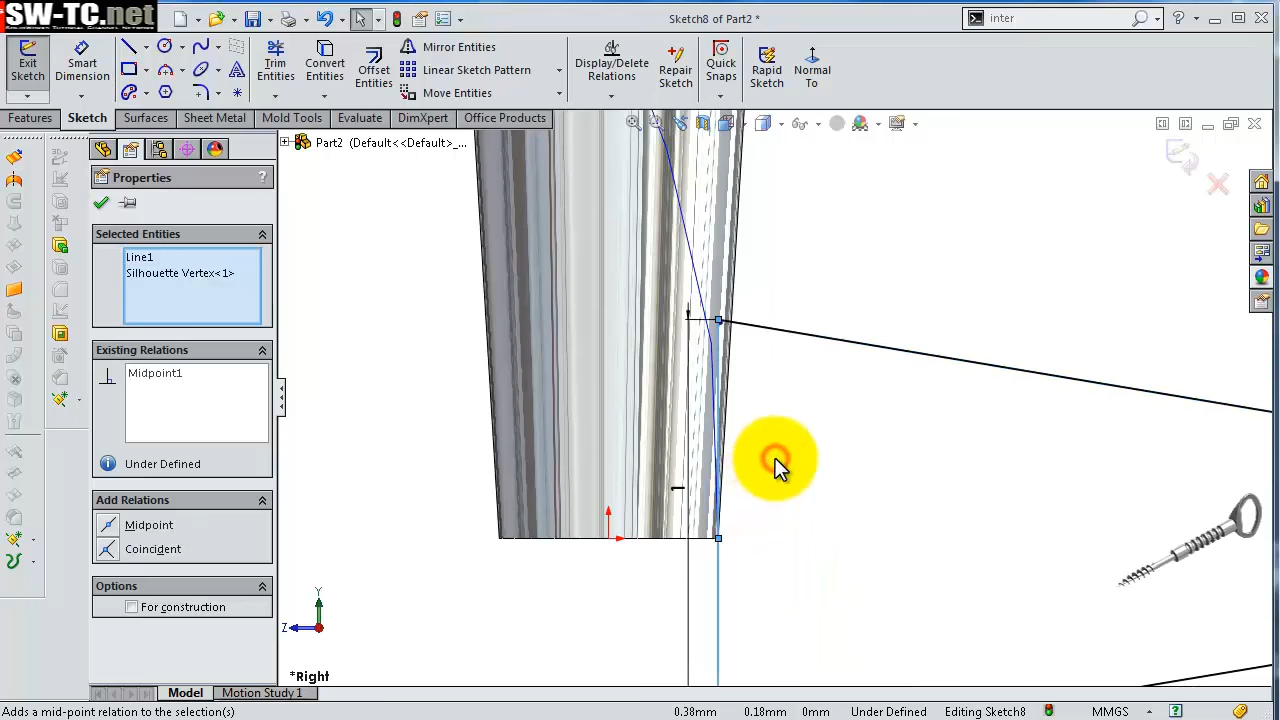 SW-TC.net
Sketch8 of Part2 *
inter
Exit Sketch
Smart Dimension
Trim Entities
Convert Entities
Offset Entities
Mirror Entities
Linear Sketch Pattern
Move Entities
Display/Delete Relations
Repair Sketch
Quick Snaps
Rapid Sketch
Normal To
Features
Sketch
Surfaces
Sheet Metal
Mold Tools
Evaluate
DimXpert
Office Products
Part2 (Default<<Default>_...
Properties
?
Selected Entities
Line1
Silhouette Vertex<1>
Existing Relations
Midpoint1
Under Defined
Add Relations
Midpoint
Coincident
Options
For construction
1
Y
Z
*Right
Model
Motion Study 1
Adds a mid-point relation to the selection(s)
0.38mm
0.18mm
0mm
Under Defined
Editing Sketch8
MMGS
?